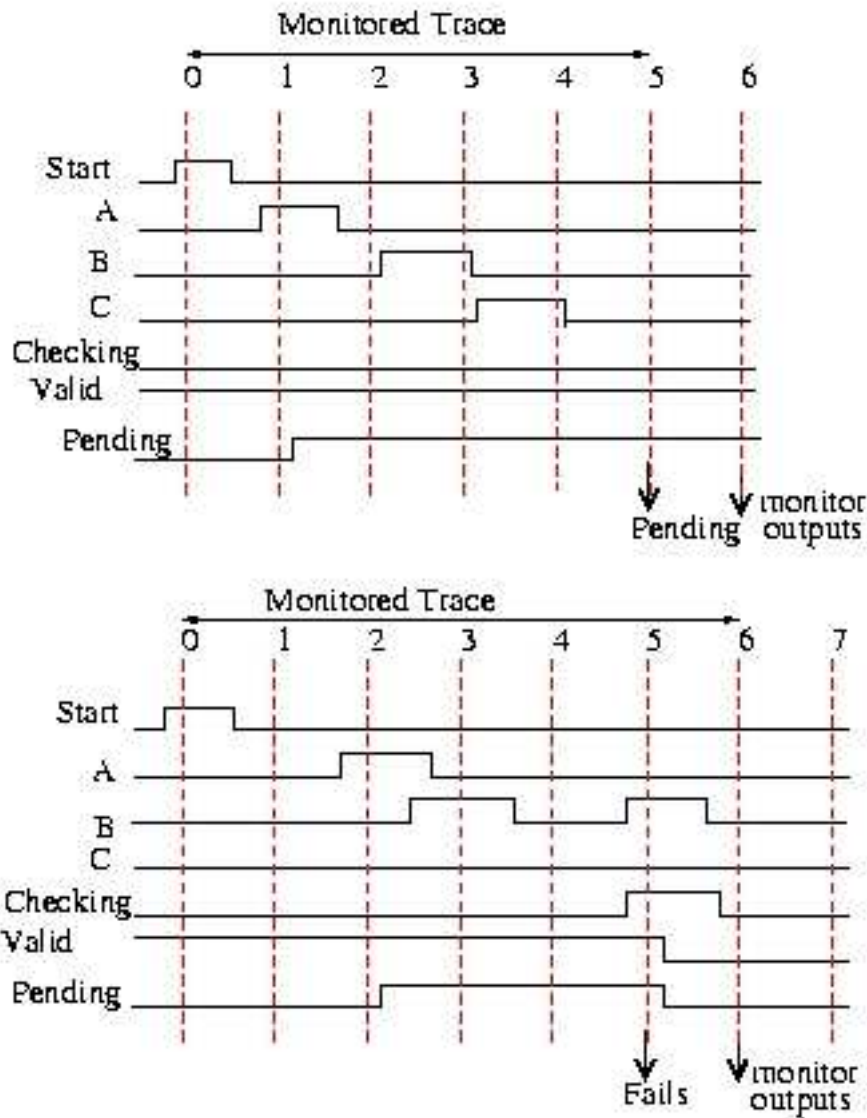 Monitored Trace
0 1 2 3 4 5 6
Start
A
B
C
Checking
Valid
Pending
Pending
monitor
outputs
Monitored Trace
0 1 2 3 4 5 6 7
Start
A
B
C
Checking
Valid
Pending
Fails
monitor
outputs